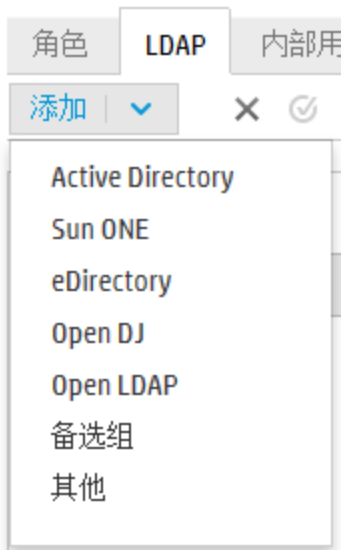 角色 LDAP 内部用
添加
Active Directory
Sun ONE
eDirectory
Open DJ
Open LDAP
备选组
其他